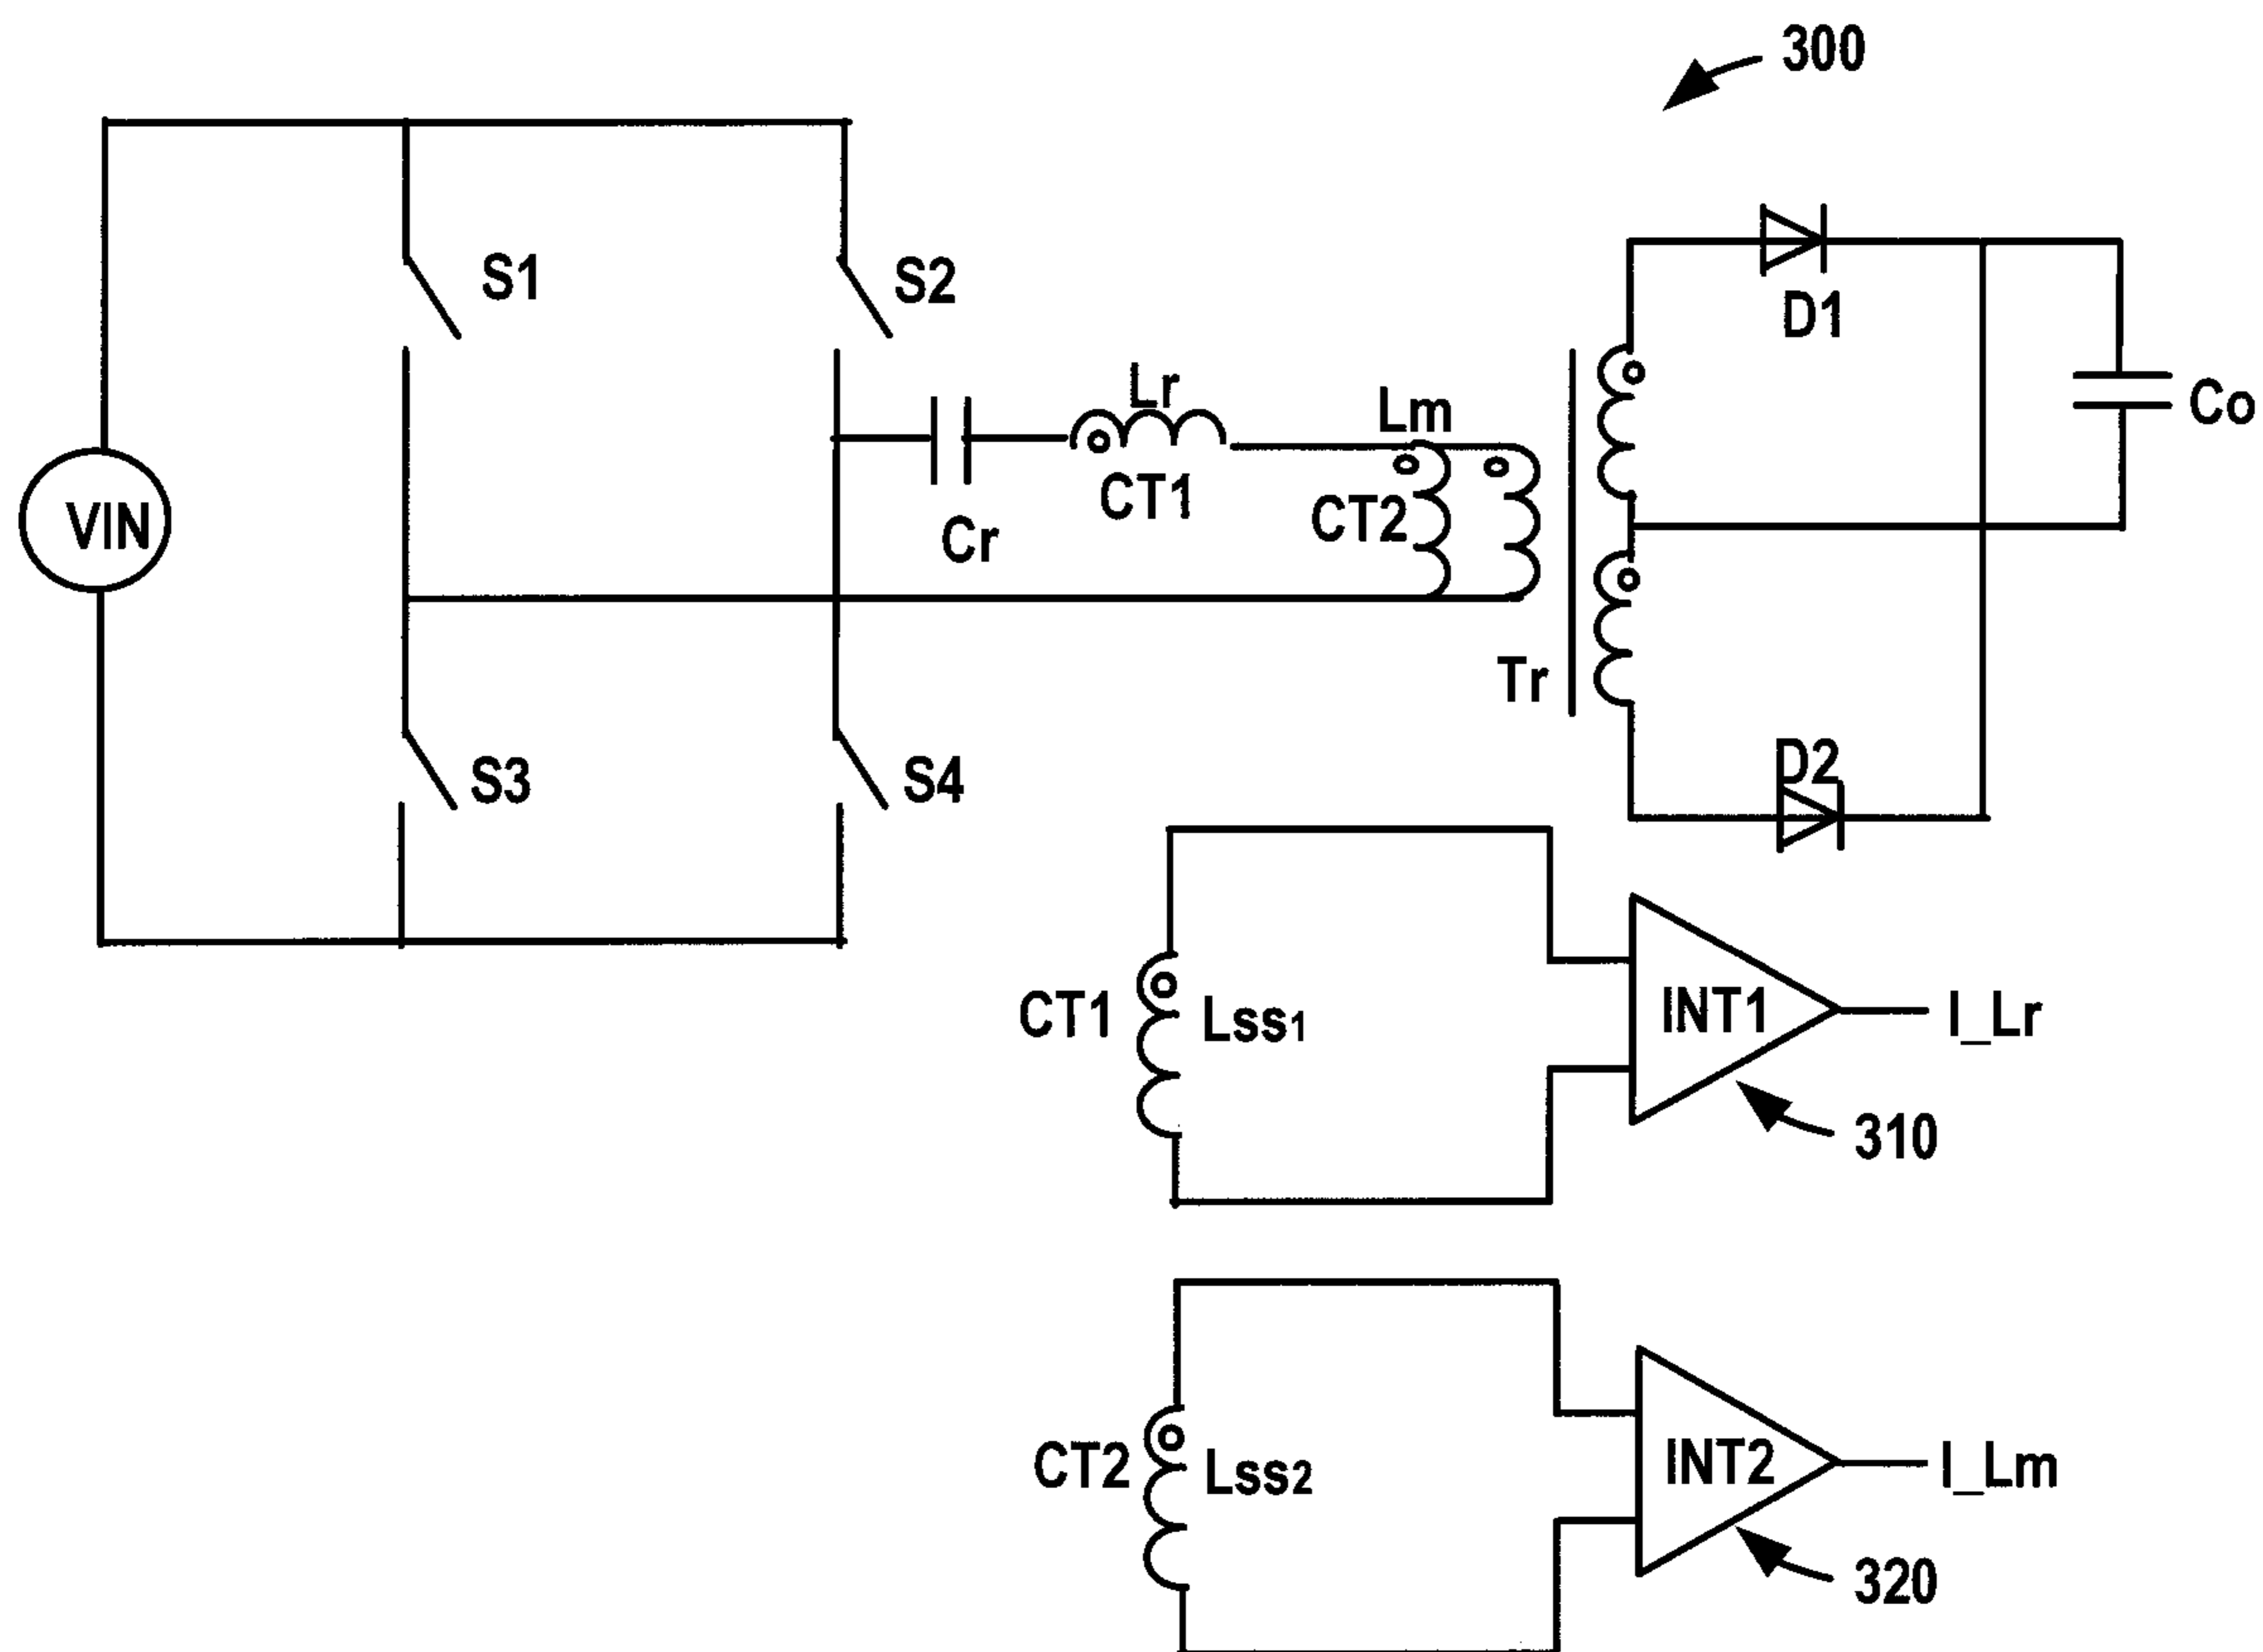 300
S1
S2
D1
Lr
Lm
Co
VIN
CT1
CT2
Cr
Tr
S3
S4
D2
CT1
Lss1
INT1
I_Lr
310
CT2
Lss2
INT2
I_Lm
320